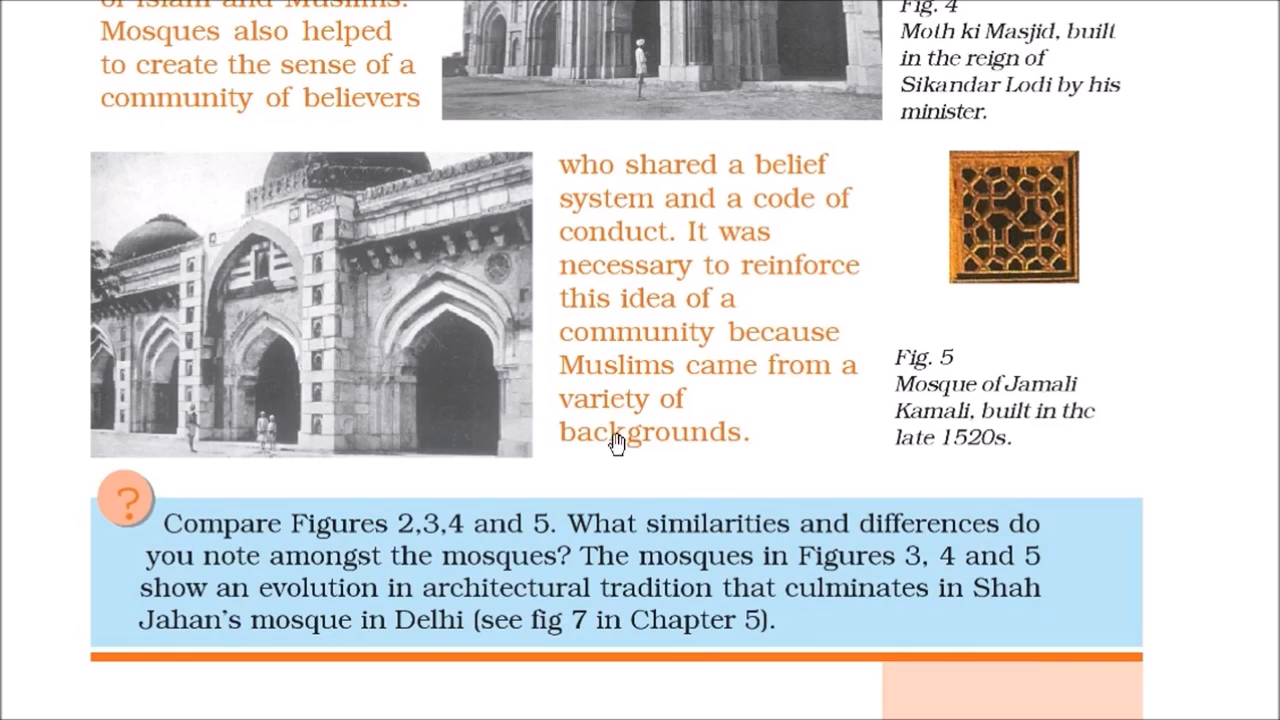 of Islam and Muslims.
Mosques also helped
to create the sense of a
community of believers
Fig. 4
Moth ki Masjid, built
in the reign of
Sikandar Lodi by his
minister.
who shared a belief
system and a code of
conduct. It was
necessary to reinforce
this idea of a
community because
Muslims came from a
variety of
backgrounds.
Fig. 5
Mosque of Jamali
Kamali, built in the
late 1520s.
?
Compare Figures 2,3,4 and 5. What similarities and differences do
you note amongst the mosques? The mosques in Figures 3, 4 and 5
show an evolution in architectural tradition that culminates in Shah
Jahan's mosque in Delhi (see fig 7 in Chapter 5).